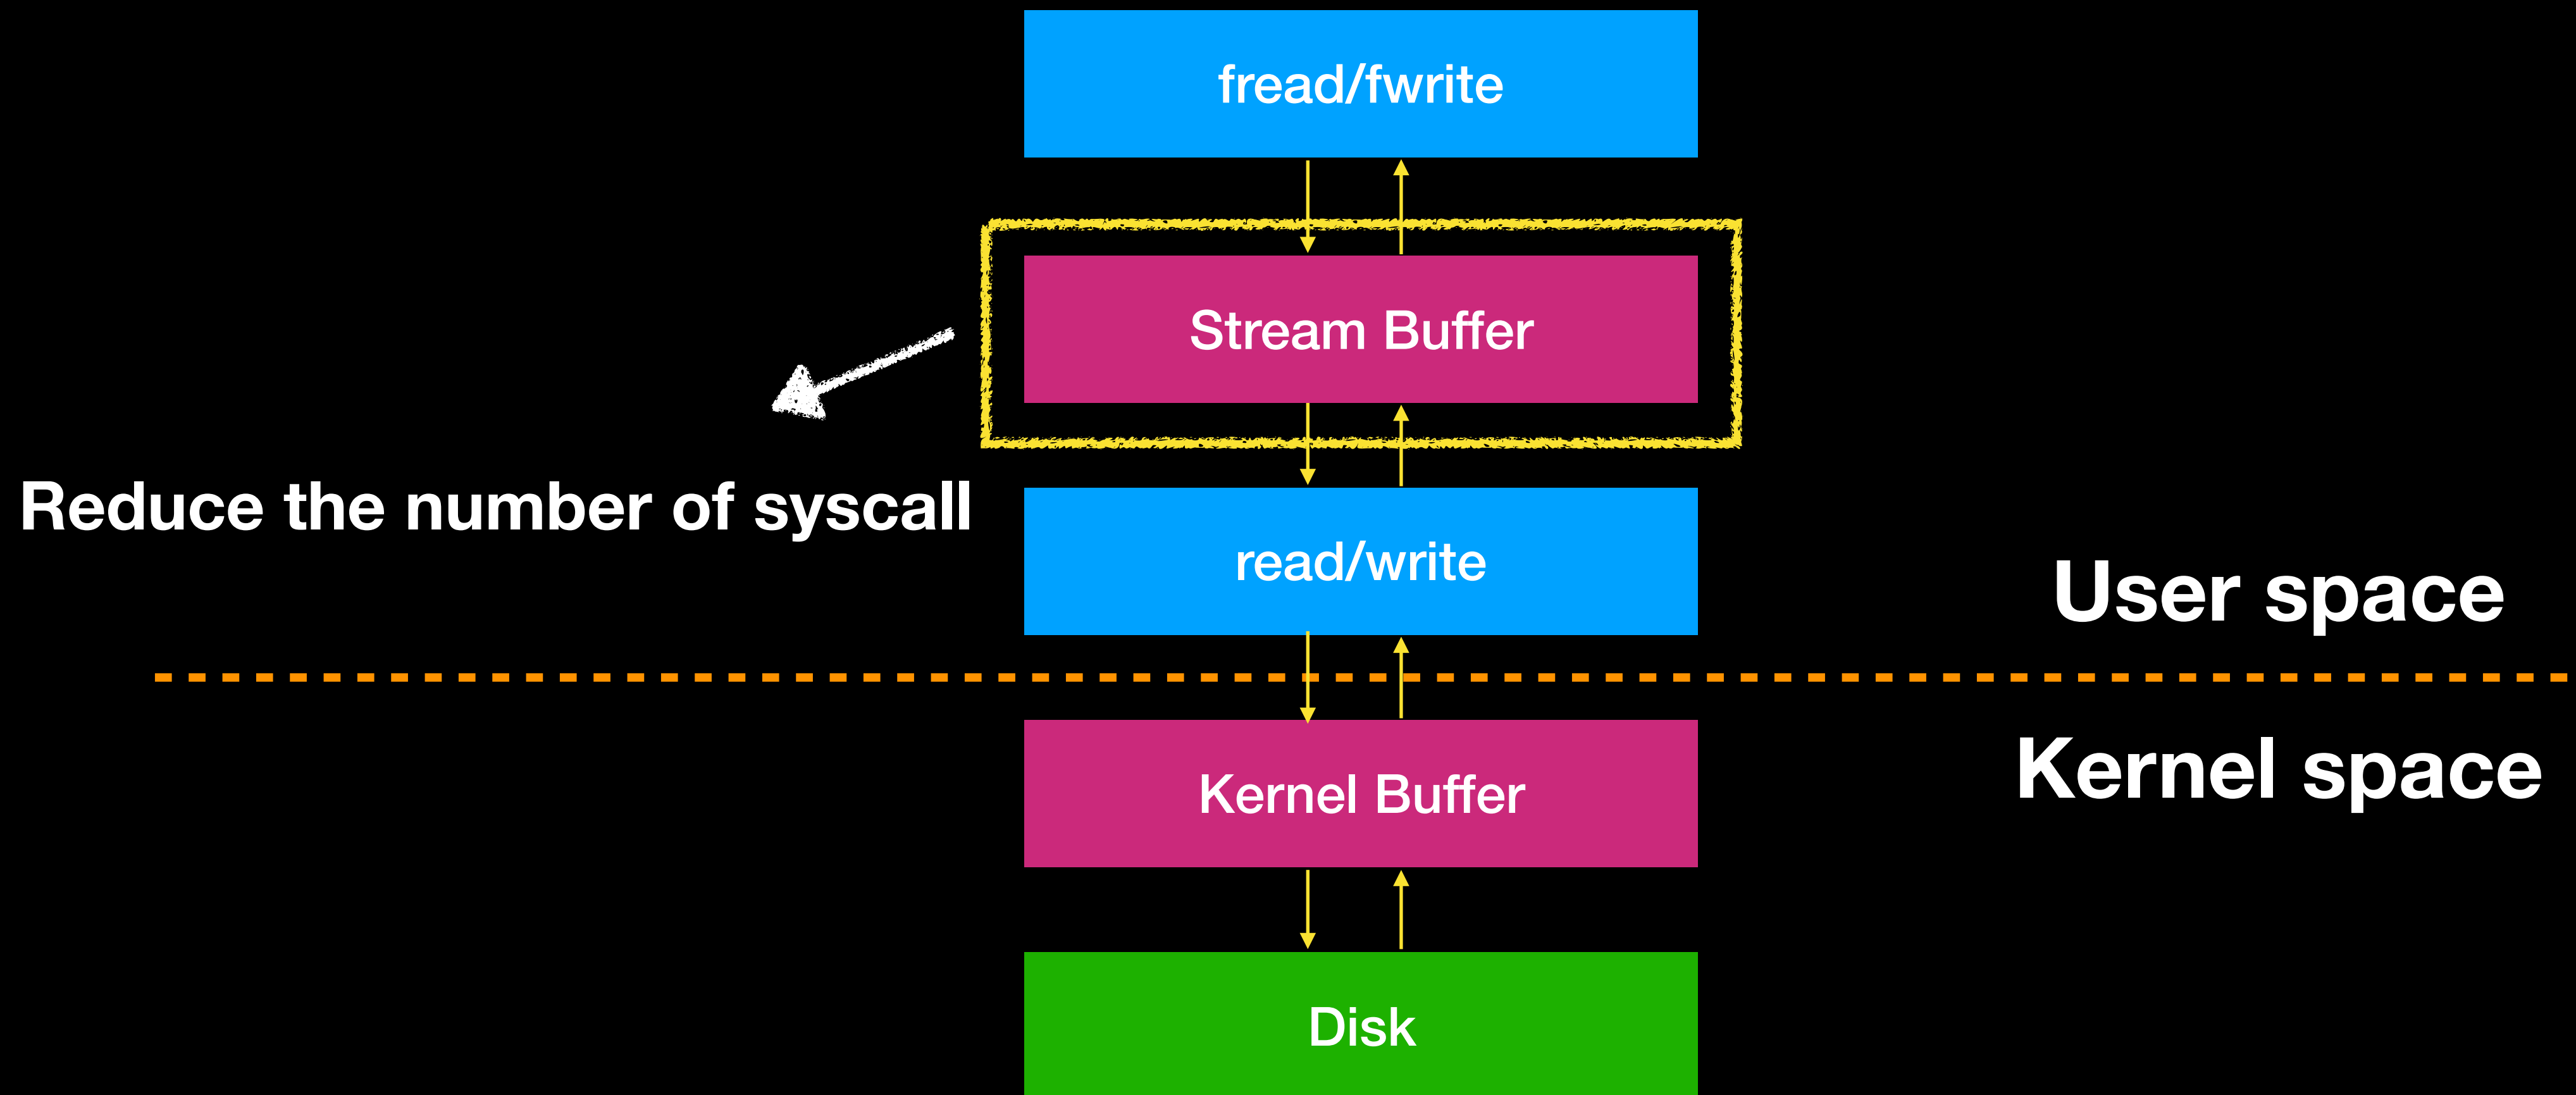 fread/fwrite
Stream Buffer
Reduce the number of syscall
read/write
User space
Kernel space
Kernel Buffer
Disk